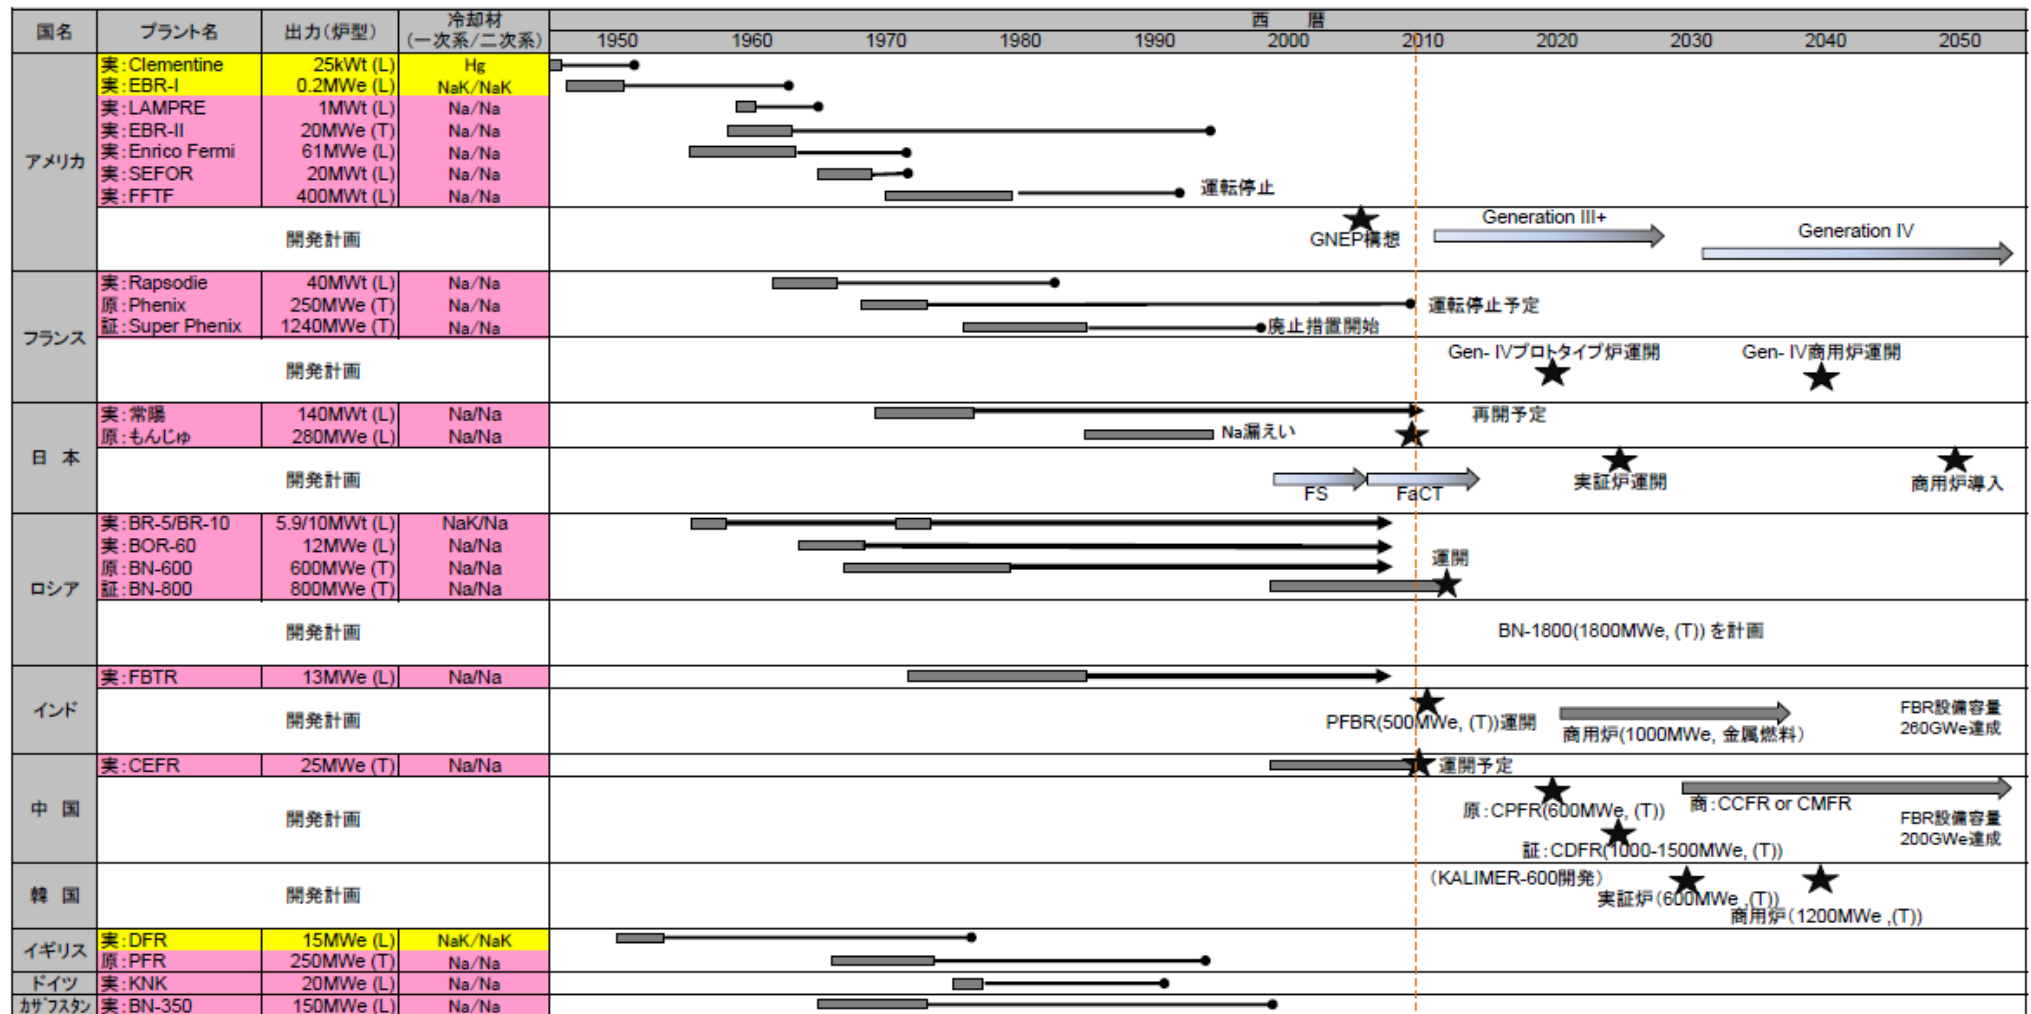 国名 プラント名 出力(炉型) 冷却材 (一次系/二次系) 西 暦
1950 1960 1970 1980 1990 2000 2010 2020 2030 2040 2050
アメリカ
実:Clementine 25kWt (L) Hg
実:EBR-I 0.2MWe (L) NaK/NaK
実:LAMPRE 1MWt (L) Na/Na
実:EBR-II 20MWe (T) Na/Na
実:Enrico Fermi 61MWe (L) Na/Na
実:SEFOR 20MWt (L) Na/Na
実:FFTF 400MWt (L) Na/Na 運転停止
開発計画 GNEP構想 Generation III+ Generation IV
フランス
実:Rapsodie 40MWt (L) Na/Na
原:Phenix 250MWe (T) Na/Na 運転停止予定
証:Super Phenix 1240MWe (T) Na/Na 廃止措置開始
開発計画 Gen- IVプロトタイプ炉運開 Gen- IV商用炉運開
日 本
実:常陽 140MWt (L) Na/Na 再開予定
原:もんじゅ 280MWe (L) Na/Na Na漏えい
開発計画 FS FaCT 実証炉運開 商用炉導入
ロシア
実:BR-5/BR-10 5.9/10MWt (L) NaK/Na
実:BOR-60 12MWe (L) Na/Na
原:BN-600 600MWe (T) Na/Na
証:BN-800 800MWe (T) Na/Na 運開
開発計画 BN-1800(1800MWe, (T)) を計画
インド
実:FBTR 13MWe (L) Na/Na
開発計画 PFBR(500MWe, (T))運開 商用炉(1000MWe, 金属燃料)
FBR設備容量
260GWe達成
中 国
実:CEFR 25MWe (T) Na/Na 運開予定
開発計画 原:CPFR(600MWe, (T)) 商:CCFR or CMFR
証:CDFR(1000-1500MWe, (T))
FBR設備容量
200GWe達成
韓 国
開発計画 (KALIMER-600開発)
実証炉(600MWe ,(T))
商用炉(1200MWe ,(T))
イギリス
実:DFR 15MWe (L) NaK/NaK
原:PFR 250MWe (T) Na/Na
ドイツ 実:KNK 20MWe (L) Na/Na
カザフスタン 実:BN-350 150MWe (L) Na/Na